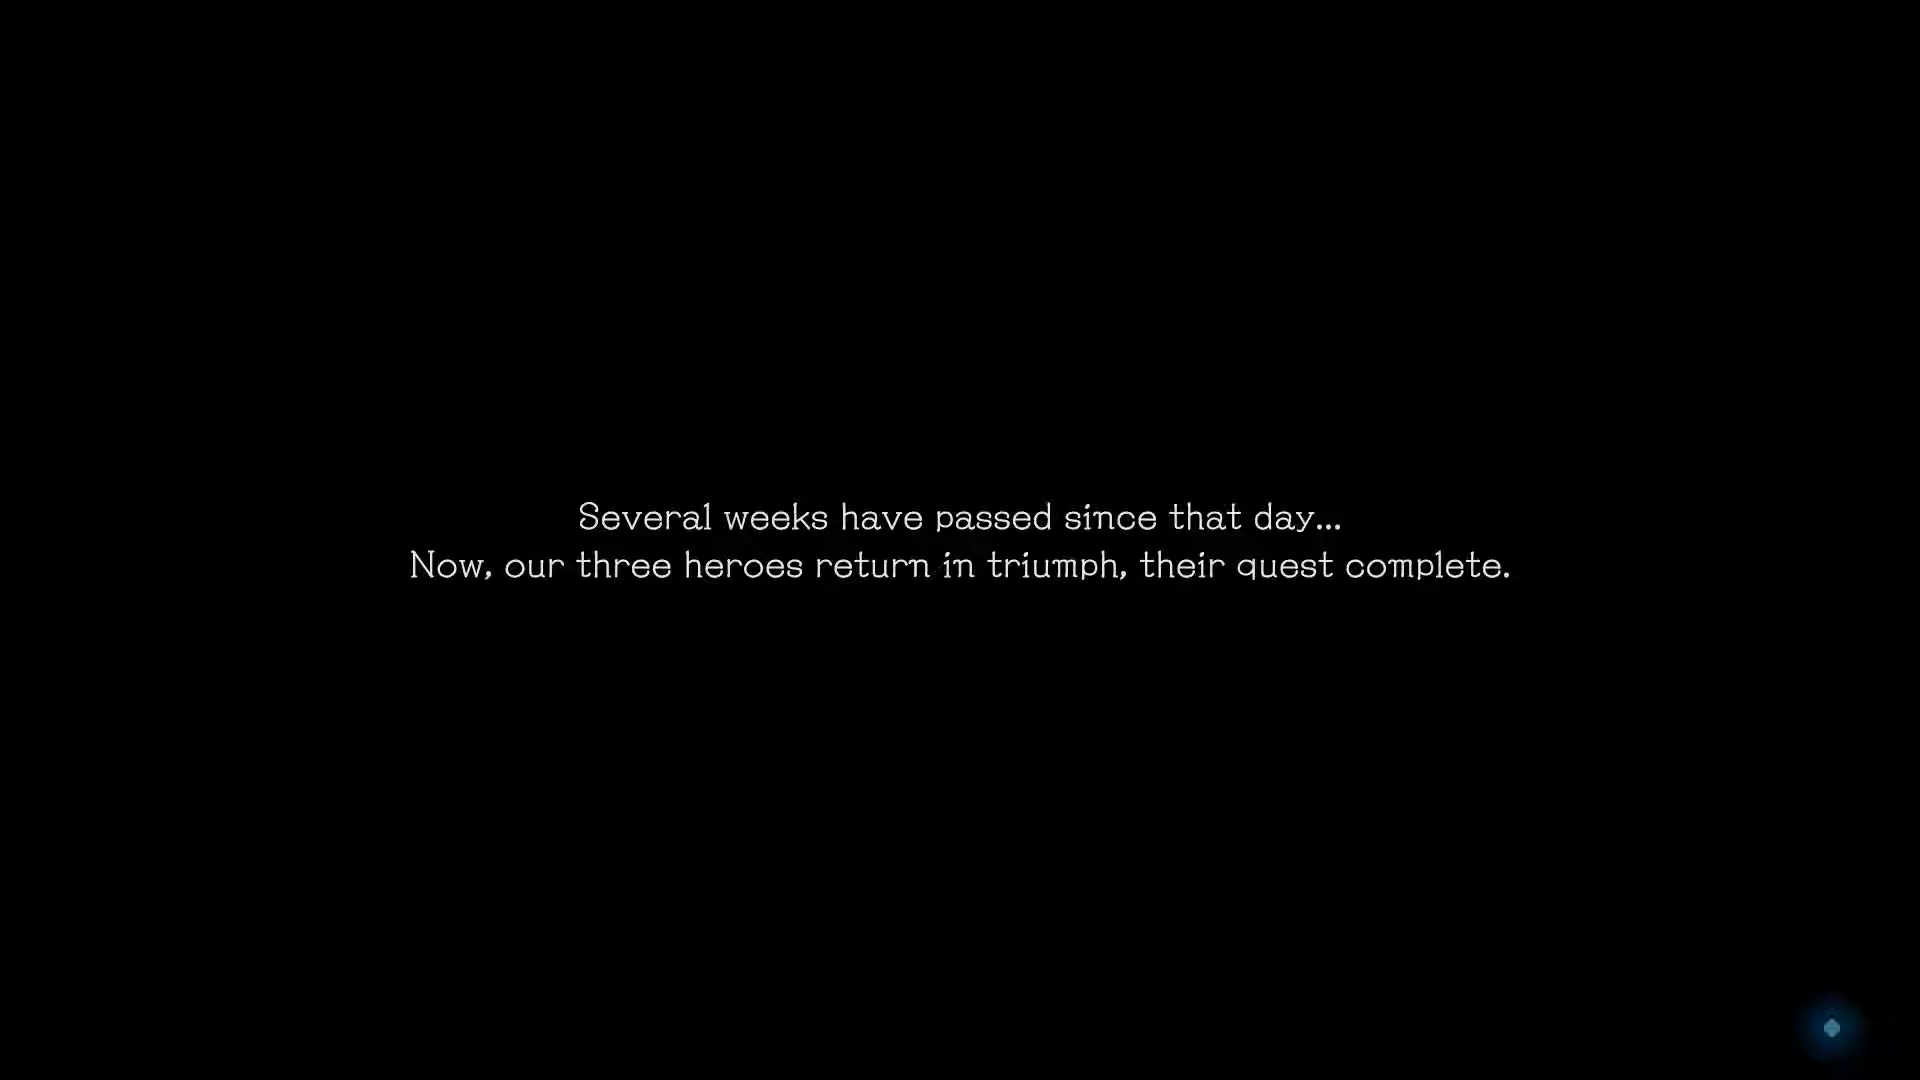 Several weeks have passed since that day...
Now, our three heroes return in triumph, their quest complete.